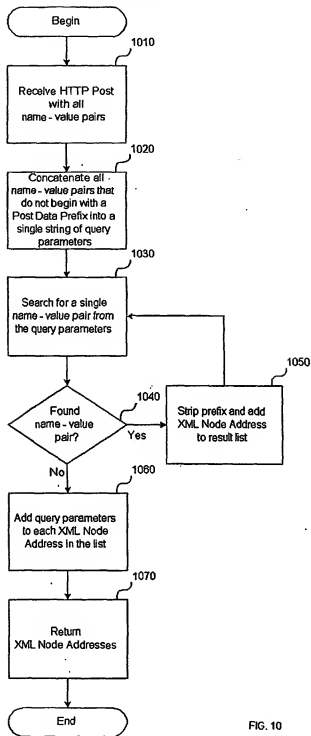 Begin
1010
Receive HTTP Post
with all
name - value pairs
1020
Concatenate all
name - value pairs that
do not begin with a
Post Data Prefix into a
single string of query
parameters
1030
Search for a single
name - value pair from
the query parameters
1040
Found
name - value
pair?
Yes
1050
Strip prefix and add
XML Node Address
to result list
No
1060
Add query parameters
to each XML Node
Address in the list
1070
Return
XML Node Addresses
End
FIG. 10